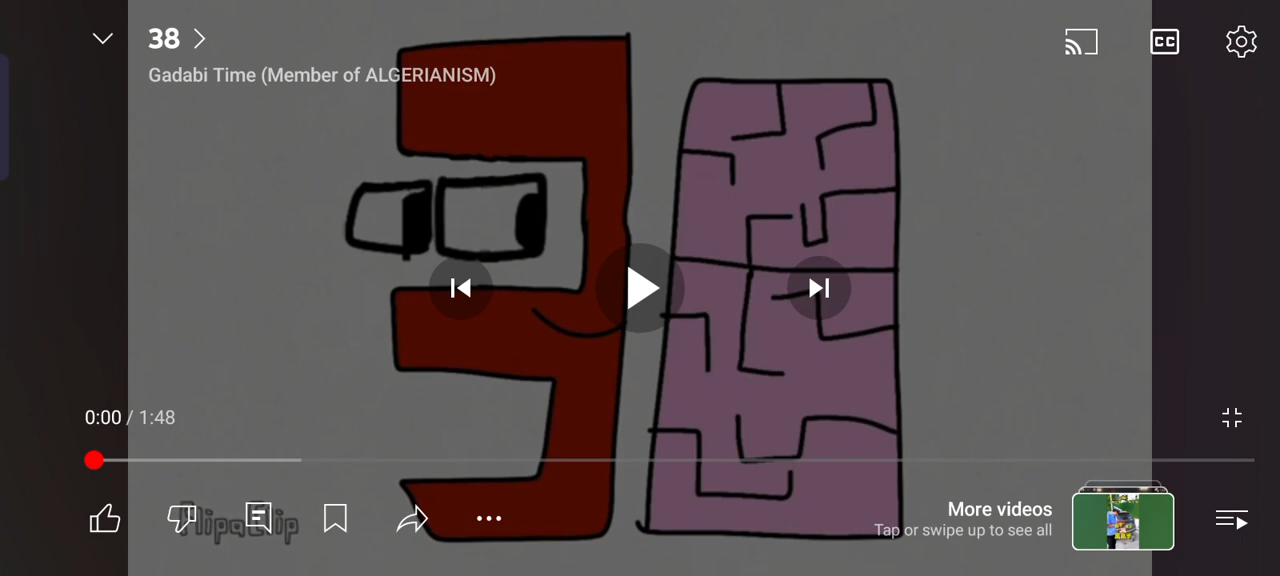 38
Gadabi Time (Member of ALGERIANISM)
CC
0:00 / 1:48
FlipaClip
More videos
Tap or swipe up to see all